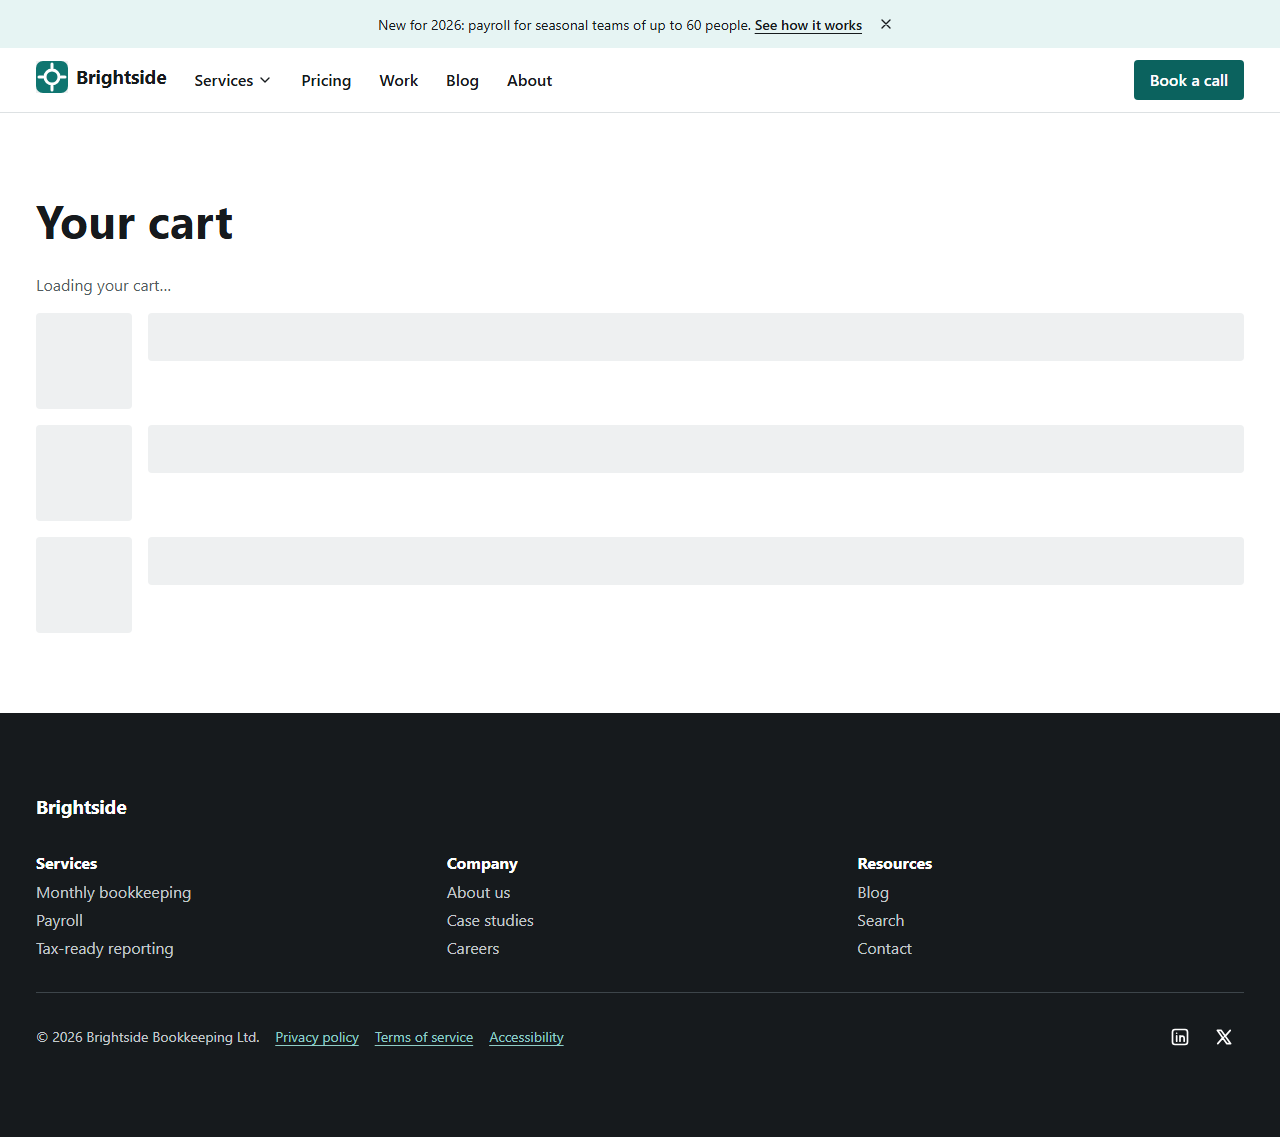 New for 2026: payroll for seasonal teams of up to 60 people. See how it works
Brightside
Services
Pricing
Work
Blog
About
Book a call
Your cart
Loading your cart…
Brightside
Services
Monthly bookkeeping
Payroll
Tax-ready reporting
Company
About us
Case studies
Careers
Resources
Blog
Search
Contact
© 2026 Brightside Bookkeeping Ltd.
Privacy policy
Terms of service
Accessibility